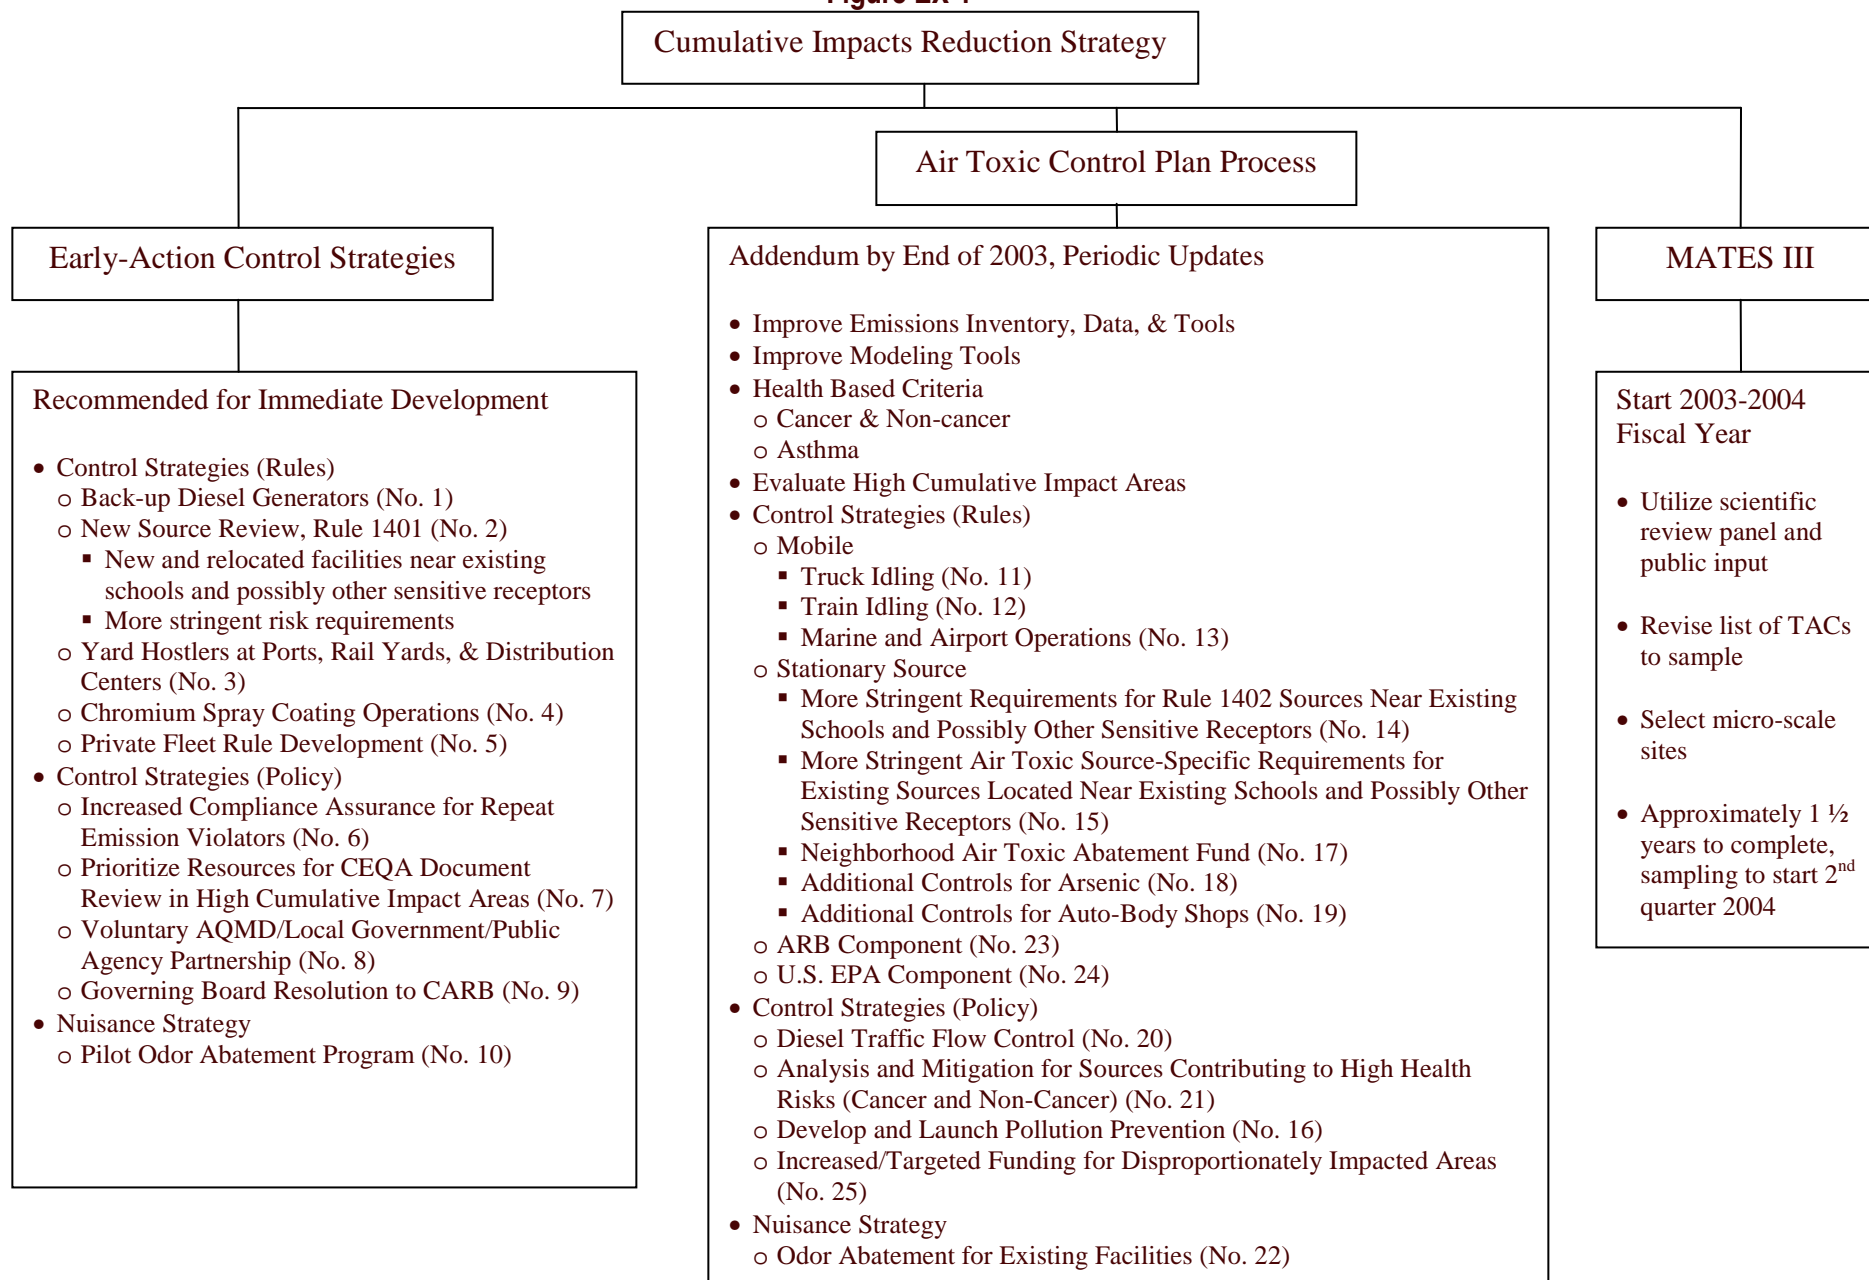 Cumulative Impacts Reduction Strategy
Air Toxic Control Plan Process
Early-Action Control Strategies
Recommended for Immediate Development
• Control Strategies (Rules)
o Back-up Diesel Generators (No. 1)
o New Source Review, Rule 1401 (No. 2)
▪ New and relocated facilities near existing
schools and possibly other sensitive receptors
▪ More stringent risk requirements
o Yard Hostlers at Ports, Rail Yards, & Distribution
Centers (No. 3)
o Chromium Spray Coating Operations (No. 4)
o Private Fleet Rule Development (No. 5)
• Control Strategies (Policy)
o Increased Compliance Assurance for Repeat
Emission Violators (No. 6)
o Prioritize Resources for CEQA Document
Review in High Cumulative Impact Areas (No. 7)
o Voluntary AQMD/Local Government/Public
Agency Partnership (No. 8)
o Governing Board Resolution to CARB (No. 9)
• Nuisance Strategy
o Pilot Odor Abatement Program (No. 10)
Addendum by End of 2003, Periodic Updates
• Improve Emissions Inventory, Data, & Tools
• Improve Modeling Tools
• Health Based Criteria
o Cancer & Non-cancer
o Asthma
• Evaluate High Cumulative Impact Areas
• Control Strategies (Rules)
o Mobile
▪ Truck Idling (No. 11)
▪ Train Idling (No. 12)
▪ Marine and Airport Operations (No. 13)
o Stationary Source
▪ More Stringent Requirements for Rule 1402 Sources Near Existing
Schools and Possibly Other Sensitive Receptors (No. 14)
▪ More Stringent Air Toxic Source-Specific Requirements for
Existing Sources Located Near Existing Schools and Possibly Other
Sensitive Receptors (No. 15)
▪ Neighborhood Air Toxic Abatement Fund (No. 17)
▪ Additional Controls for Arsenic (No. 18)
▪ Additional Controls for Auto-Body Shops (No. 19)
o ARB Component (No. 23)
o U.S. EPA Component (No. 24)
• Control Strategies (Policy)
o Diesel Traffic Flow Control (No. 20)
o Analysis and Mitigation for Sources Contributing to High Health
Risks (Cancer and Non-Cancer) (No. 21)
o Develop and Launch Pollution Prevention (No. 16)
o Increased/Targeted Funding for Disproportionately Impacted Areas
(No. 25)
• Nuisance Strategy
o Odor Abatement for Existing Facilities (No. 22)
MATES III
Start 2003-2004
Fiscal Year
• Utilize scientific
review panel and
public input
• Revise list of TACs
to sample
• Select micro-scale
sites
• Approximately 1 ½
years to complete,
sampling to start 2nd
quarter 2004